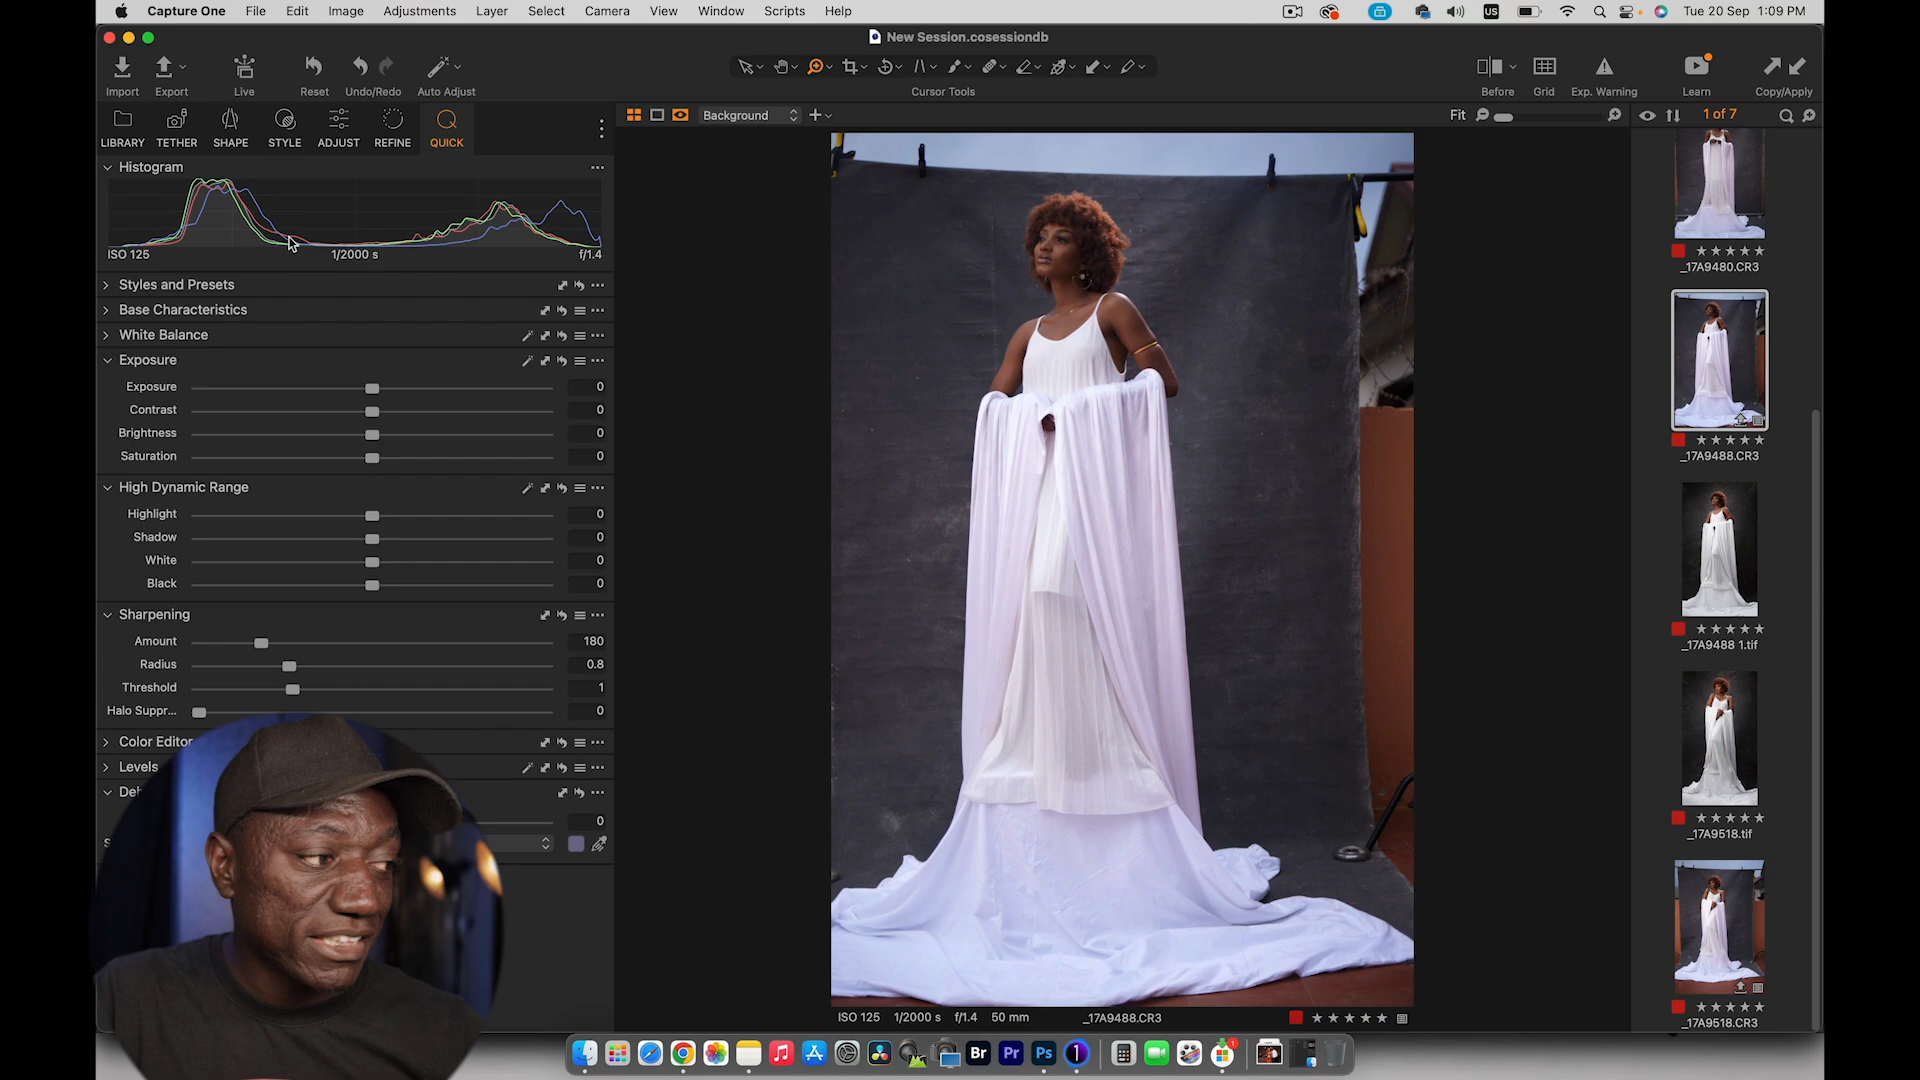 Capture One File Edit Image Adjustments Layer Select Camera View Window Scripts Help US Tue 20 Sep 1:09 PM
New Session.cosessiondb
Import Export Live Reset Undo/Redo Auto Adjust Cursor Tools Before Grid Exp. Warning Learn Copy/Apply
LIBRARY TETHER SHAPE STYLE ADJUST REFINE QUICK
Background Fit 1 of 7
Histogram
ISO 125 1/2000 s f/1.4
Styles and Presets
Base Characteristics
White Balance
Exposure
Exposure 0
Contrast 0
Brightness 0
Saturation 0
High Dynamic Range
Highlight 0
Shadow 0
White 0
Black 0
Sharpening
Amount 180
Radius 0.8
Threshold 1
Halo Suppr... 0
Color Editor
Levels
0
_17A9480.CR3
_17A9488.CR3
_17A9488 1.tif
_17A9518.tif
_17A9518.CR3
ISO 125 1/2000 s f/1.4 50 mm _17A9488.CR3
Br Pr Ps 1 1